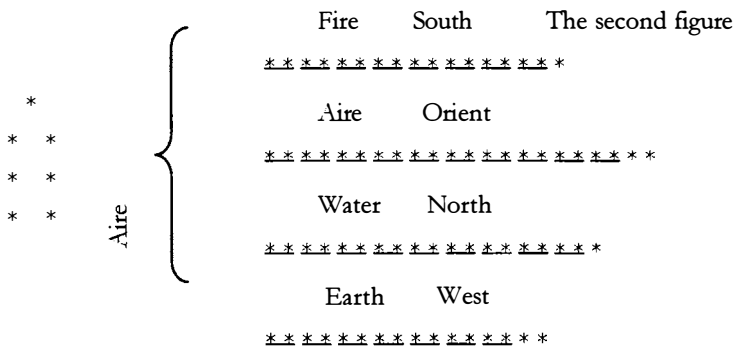 *
* *
* *
* *
Aire
Fire South The second figure
* * * * * * * * * * * * * * * * *
Aire Orient
* * * * * * * * * * * * * * * * * * * * * *
Water North
* * * * * * * * * * * * * * * * * * *
Earth West
* * * * * * * * * * * * * * * *